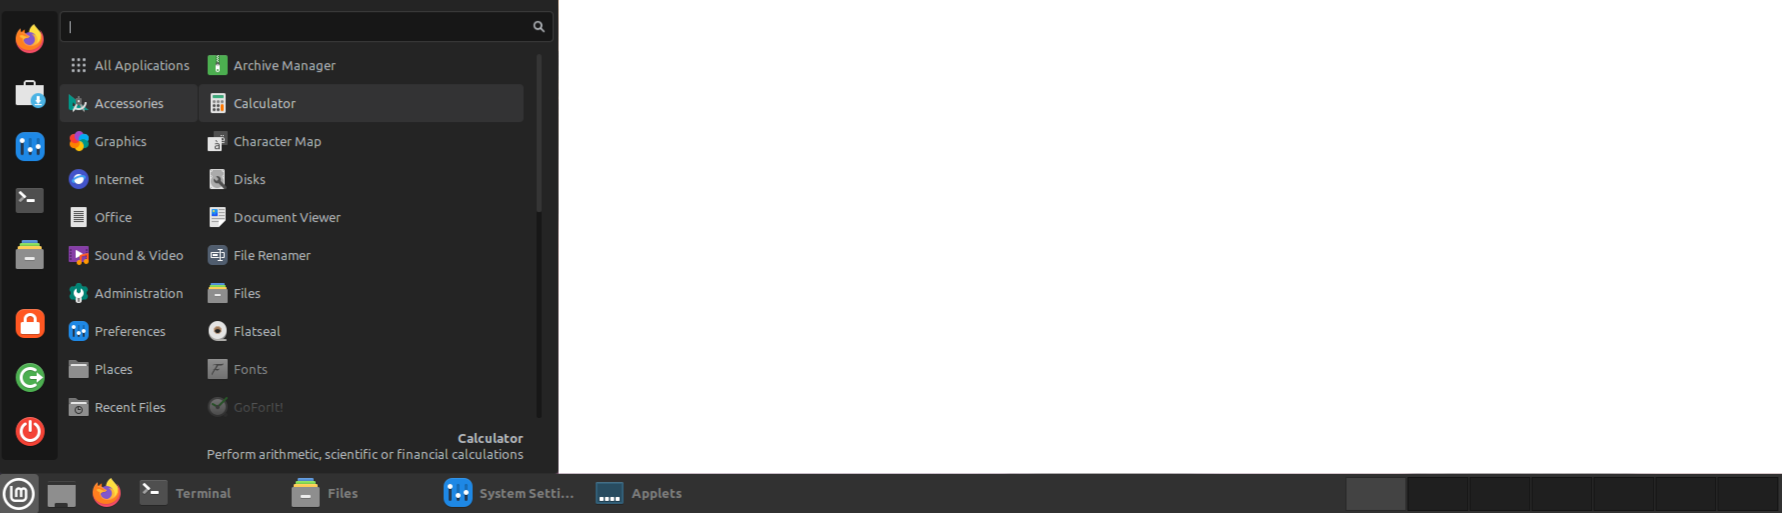 All Applications
Accessories
Graphics
Internet
Office
Sound & Video
Administration
Preferences
Places
Recent Files
Archive Manager
Calculator
Character Map
Disks
Document Viewer
File Renamer
Files
Flatseal
Fonts
GoForIt!
Calculator
Perform arithmetic, scientific or financial calculations
Terminal
Files
System Setti...
Applets